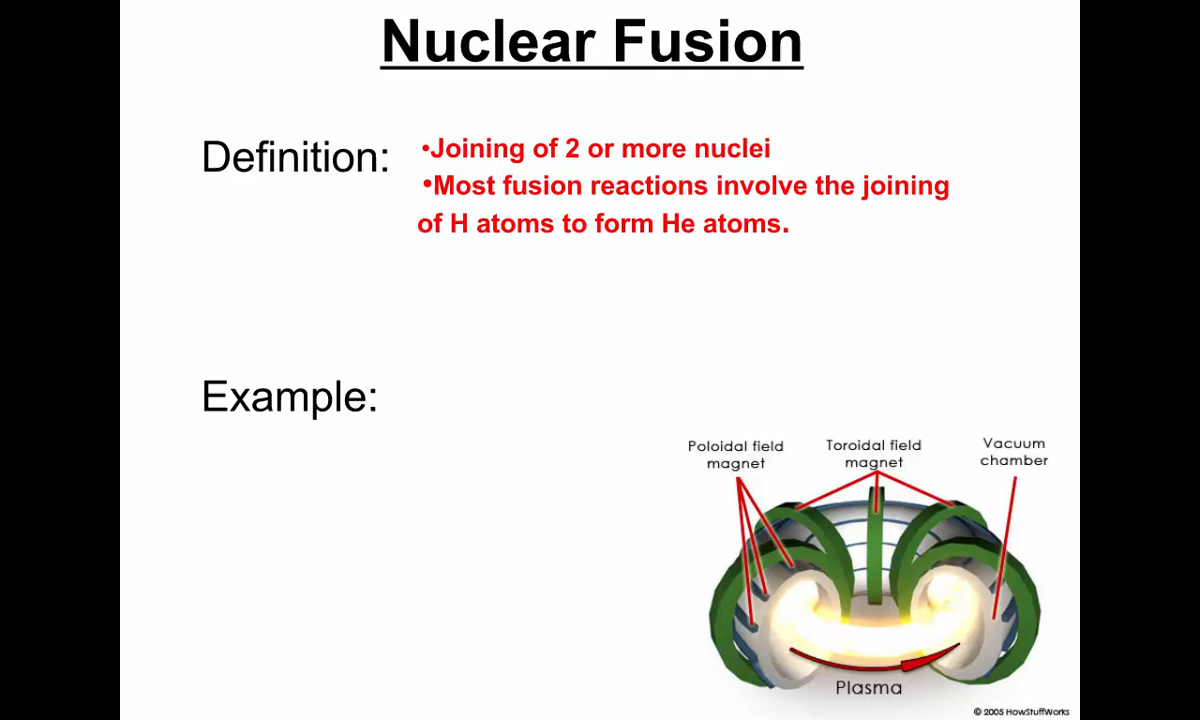 Nuclear Fusion
Definition:
•Joining of 2 or more nuclei
•Most fusion reactions involve the joining
of H atoms to form He atoms.
Example:
Poloidal field
magnet
Toroidal field
magnet
Vacuum
chamber
Plasma
© 2005 HowStuffWorks